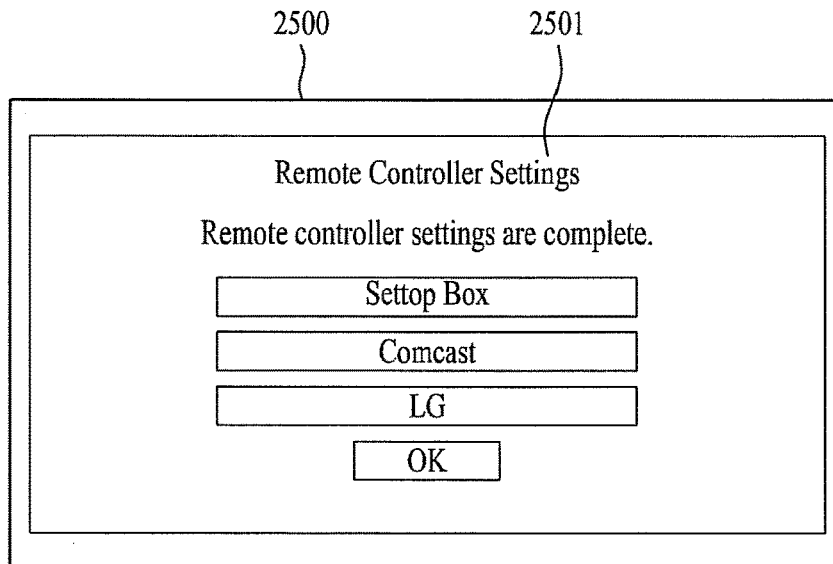 2500 2501
Remote Controller Settings
Remote controller settings are complete.
Settop Box
Comcast
LG
OK